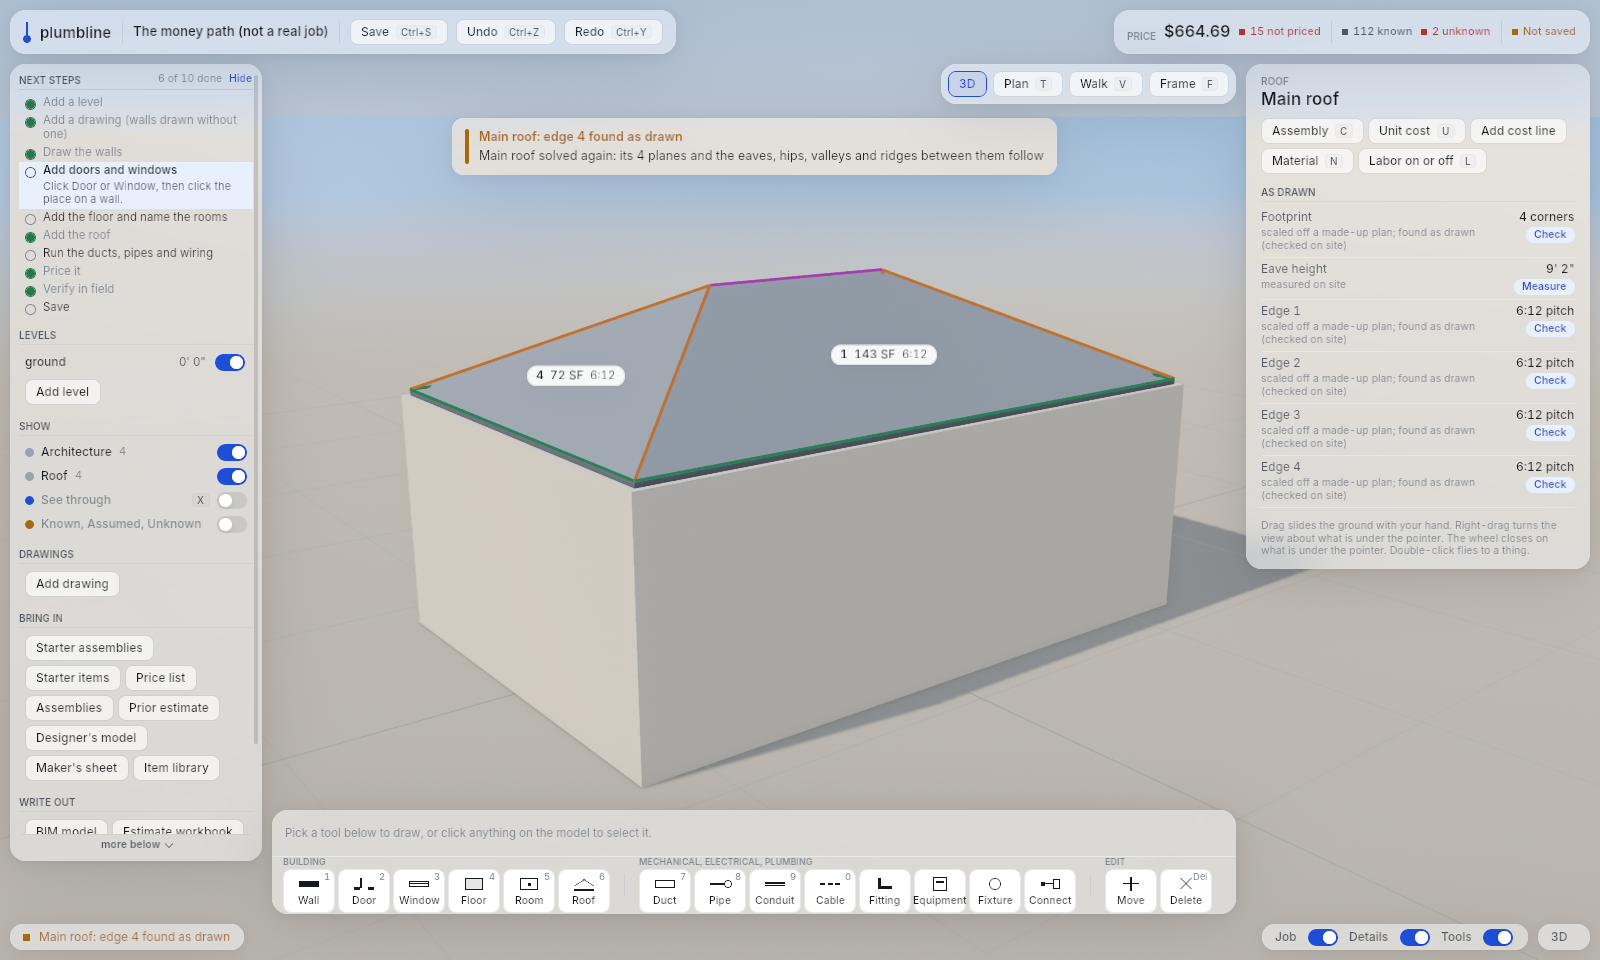 plumbline
The money path (not a real job)
Save Ctrl+S
Undo Ctrl+Z
Redo Ctrl+Y
PRICE $664.69 15 not priced 112 known 2 unknown Not saved
NEXT STEPS 6 of 10 done Hide
Add a level
Add a drawing (walls drawn without
one)
Draw the walls
Add doors and windows
Click Door or Window, then click the
place on a wall.
Add the floor and name the rooms
Add the roof
Run the ducts, pipes and wiring
Price it
Verify in field
Save
LEVELS
ground 0' 0"
Add level
SHOW
Architecture 4
Roof 4
See through X
Known, Assumed, Unknown
DRAWINGS
Add drawing
BRING IN
Starter assemblies
Starter items Price list
Assemblies Prior estimate
Designer's model
Maker's sheet Item library
WRITE OUT
BIM model Estimate workbook
more below
3D Plan T Walk V Frame F
Main roof: edge 4 found as drawn
Main roof solved again: its 4 planes and the eaves, hips, valleys and ridges between them follow
4 72 SF 6:12
1 143 SF 6:12
ROOF
Main roof
Assembly C Unit cost U Add cost line
Material N Labor on or off L
AS DRAWN
Footprint 4 corners
scaled off a made-up plan; found as drawn
(checked on site) Check
Eave height 9' 2"
measured on site Measure
Edge 1 6:12 pitch
scaled off a made-up plan; found as drawn
(checked on site) Check
Edge 2 6:12 pitch
scaled off a made-up plan; found as drawn
(checked on site) Check
Edge 3 6:12 pitch
scaled off a made-up plan; found as drawn
(checked on site) Check
Edge 4 6:12 pitch
scaled off a made-up plan; found as drawn
(checked on site) Check
Drag slides the ground with your hand. Right-drag turns the
view about what is under the pointer. The wheel closes on
what is under the pointer. Double-click flies to a thing.
Pick a tool below to draw, or click anything on the model to select it.
BUILDING MECHANICAL, ELECTRICAL, PLUMBING EDIT
1 2 3 4 5 6 7 8 9 0 Del
Wall Door Window Floor Room Roof Duct Pipe Conduit Cable Fitting Equipment Fixture Connect Move Delete
Main roof: edge 4 found as drawn
Job Details Tools 3D